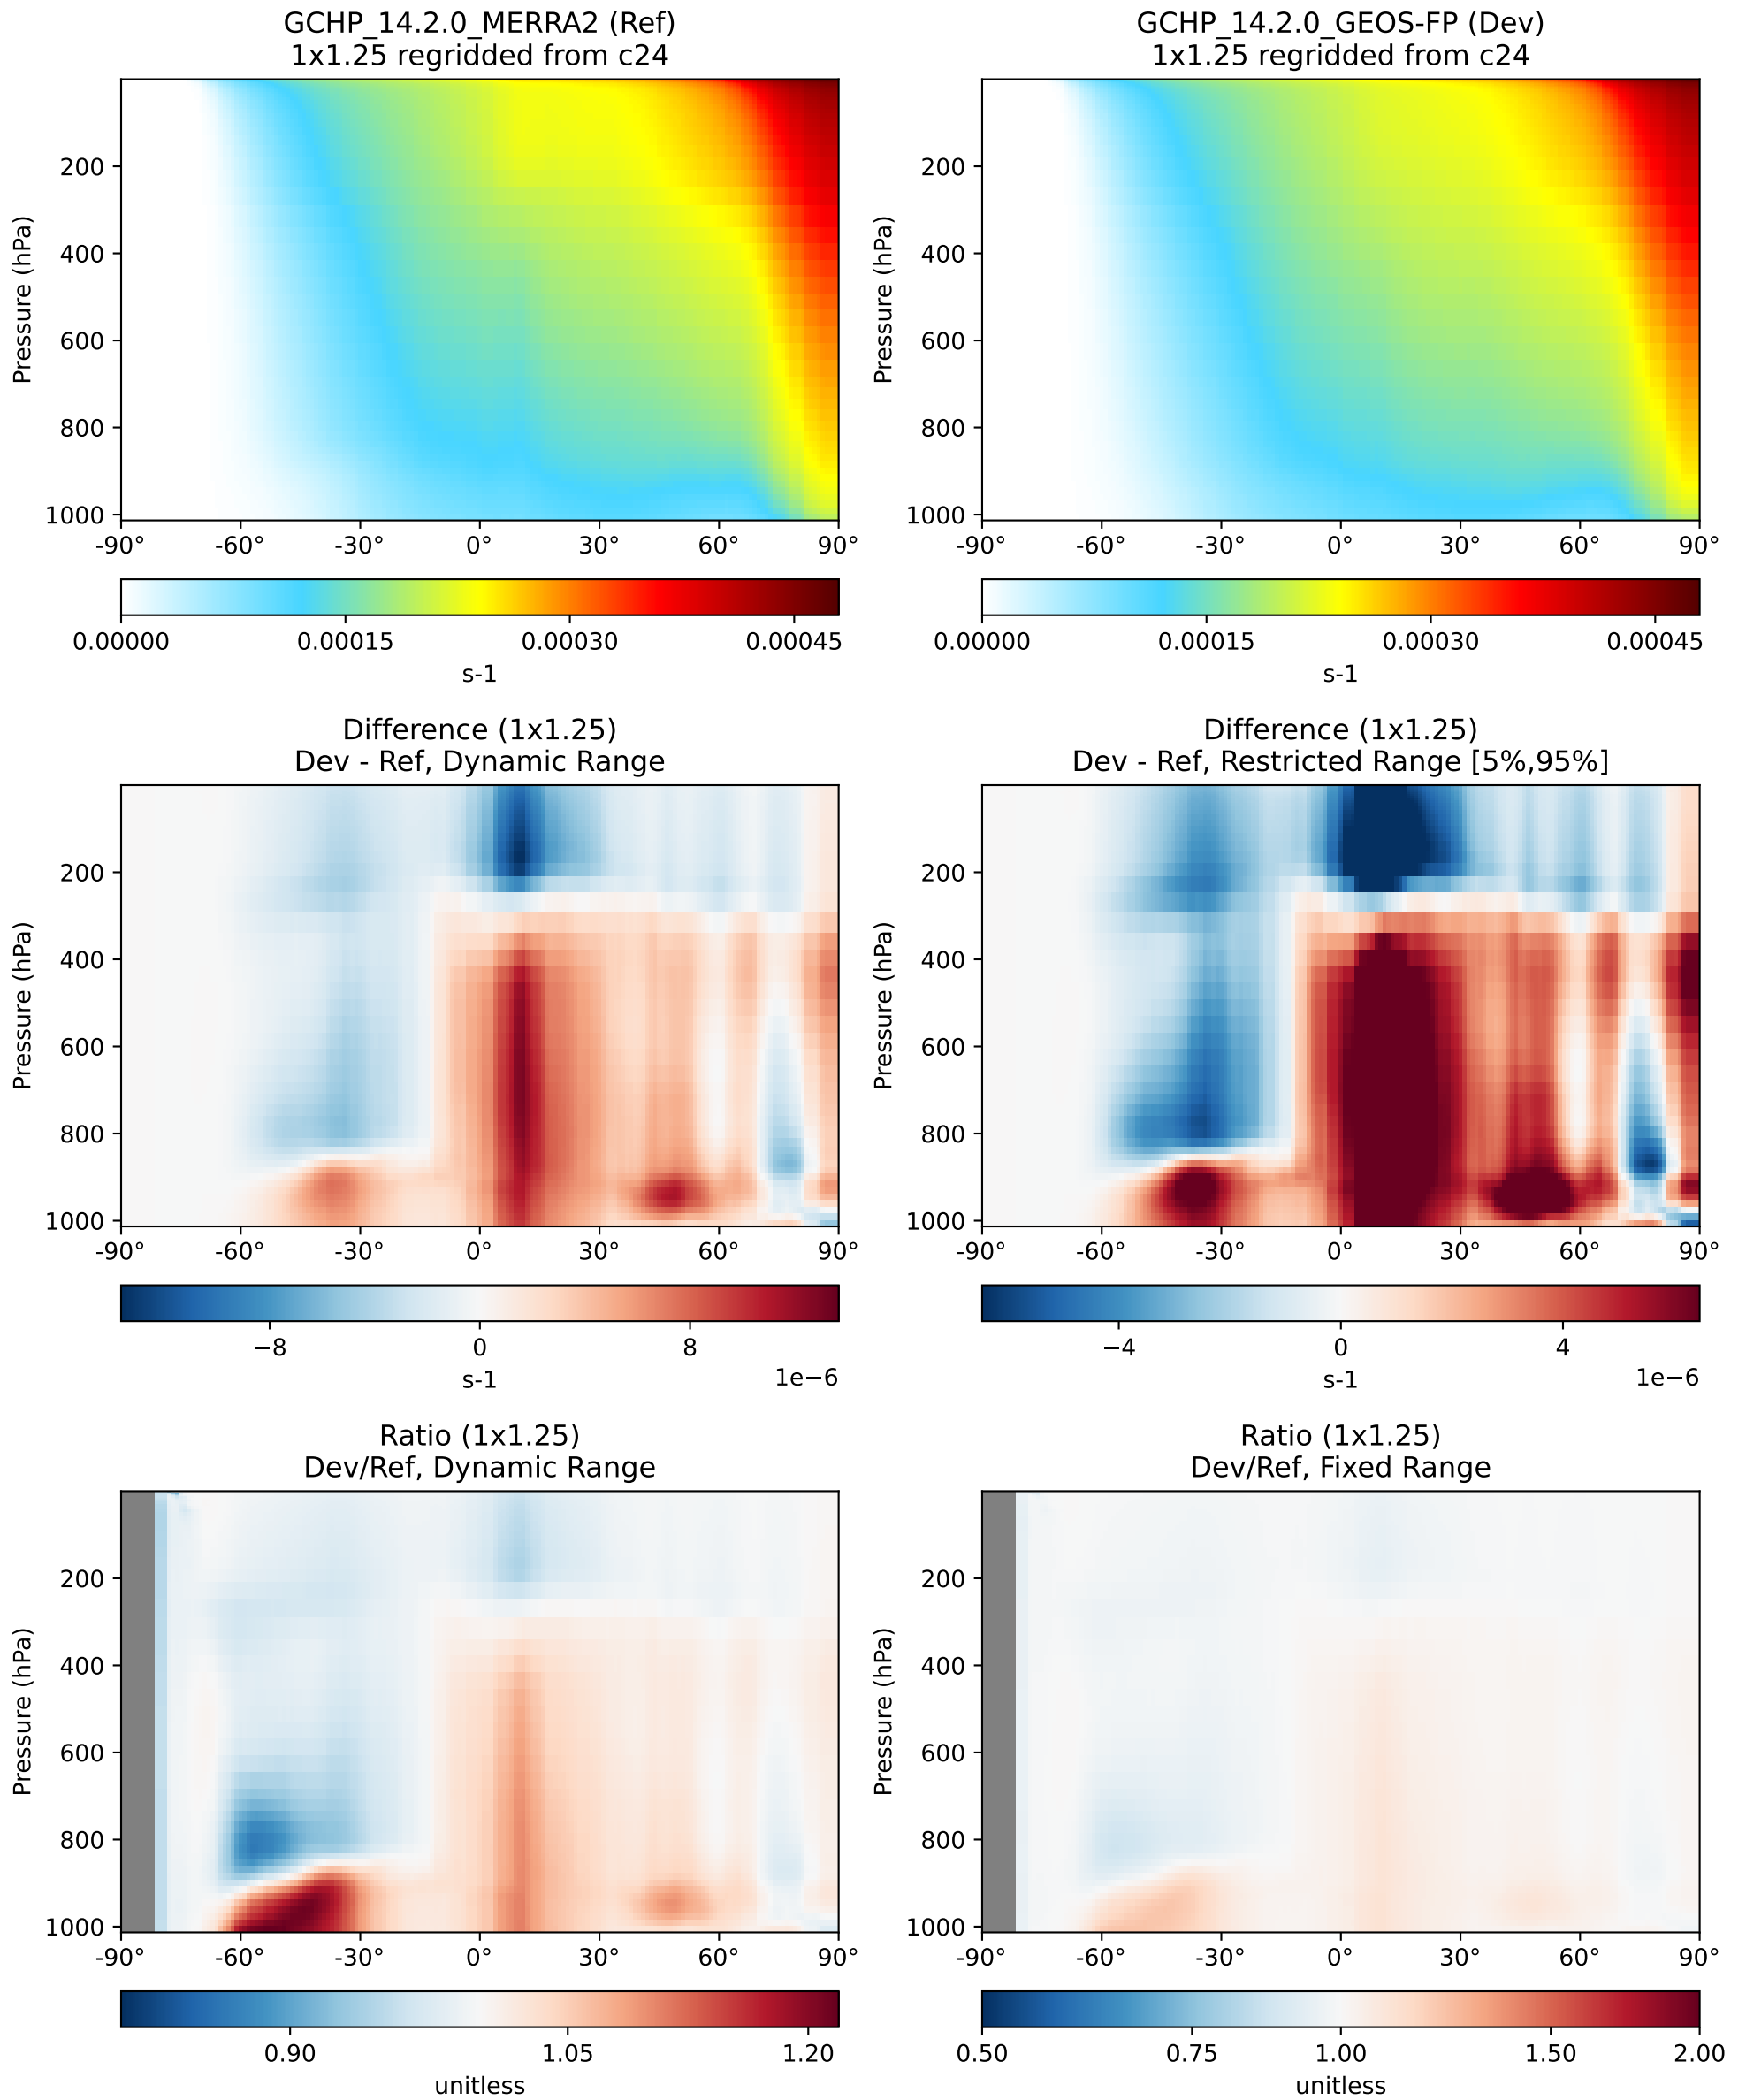 GCHP_14.2.0_MERRA2 (Ref)
1x1.25 regridded from c24
Pressure (hPa)
200
400
600
800
1000
-90° -60° -30° 0° 30° 60° 90°
0.00000 0.00015 0.00030 0.00045
s-1
GCHP_14.2.0_GEOS-FP (Dev)
1x1.25 regridded from c24
Pressure (hPa)
200
400
600
800
1000
-90° -60° -30° 0° 30° 60° 90°
0.00000 0.00015 0.00030 0.00045
s-1
Difference (1x1.25)
Dev - Ref, Dynamic Range
Pressure (hPa)
200
400
600
800
1000
-90° -60° -30° 0° 30° 60° 90°
−8 0 8
s-1 1e−6
Difference (1x1.25)
Dev - Ref, Restricted Range [5%,95%]
Pressure (hPa)
200
400
600
800
1000
-90° -60° -30° 0° 30° 60° 90°
−4 0 4
s-1 1e−6
Ratio (1x1.25)
Dev/Ref, Dynamic Range
Pressure (hPa)
200
400
600
800
1000
-90° -60° -30° 0° 30° 60° 90°
0.90 1.05 1.20
unitless
Ratio (1x1.25)
Dev/Ref, Fixed Range
Pressure (hPa)
200
400
600
800
1000
-90° -60° -30° 0° 30° 60° 90°
0.50 0.75 1.00 1.50 2.00
unitless